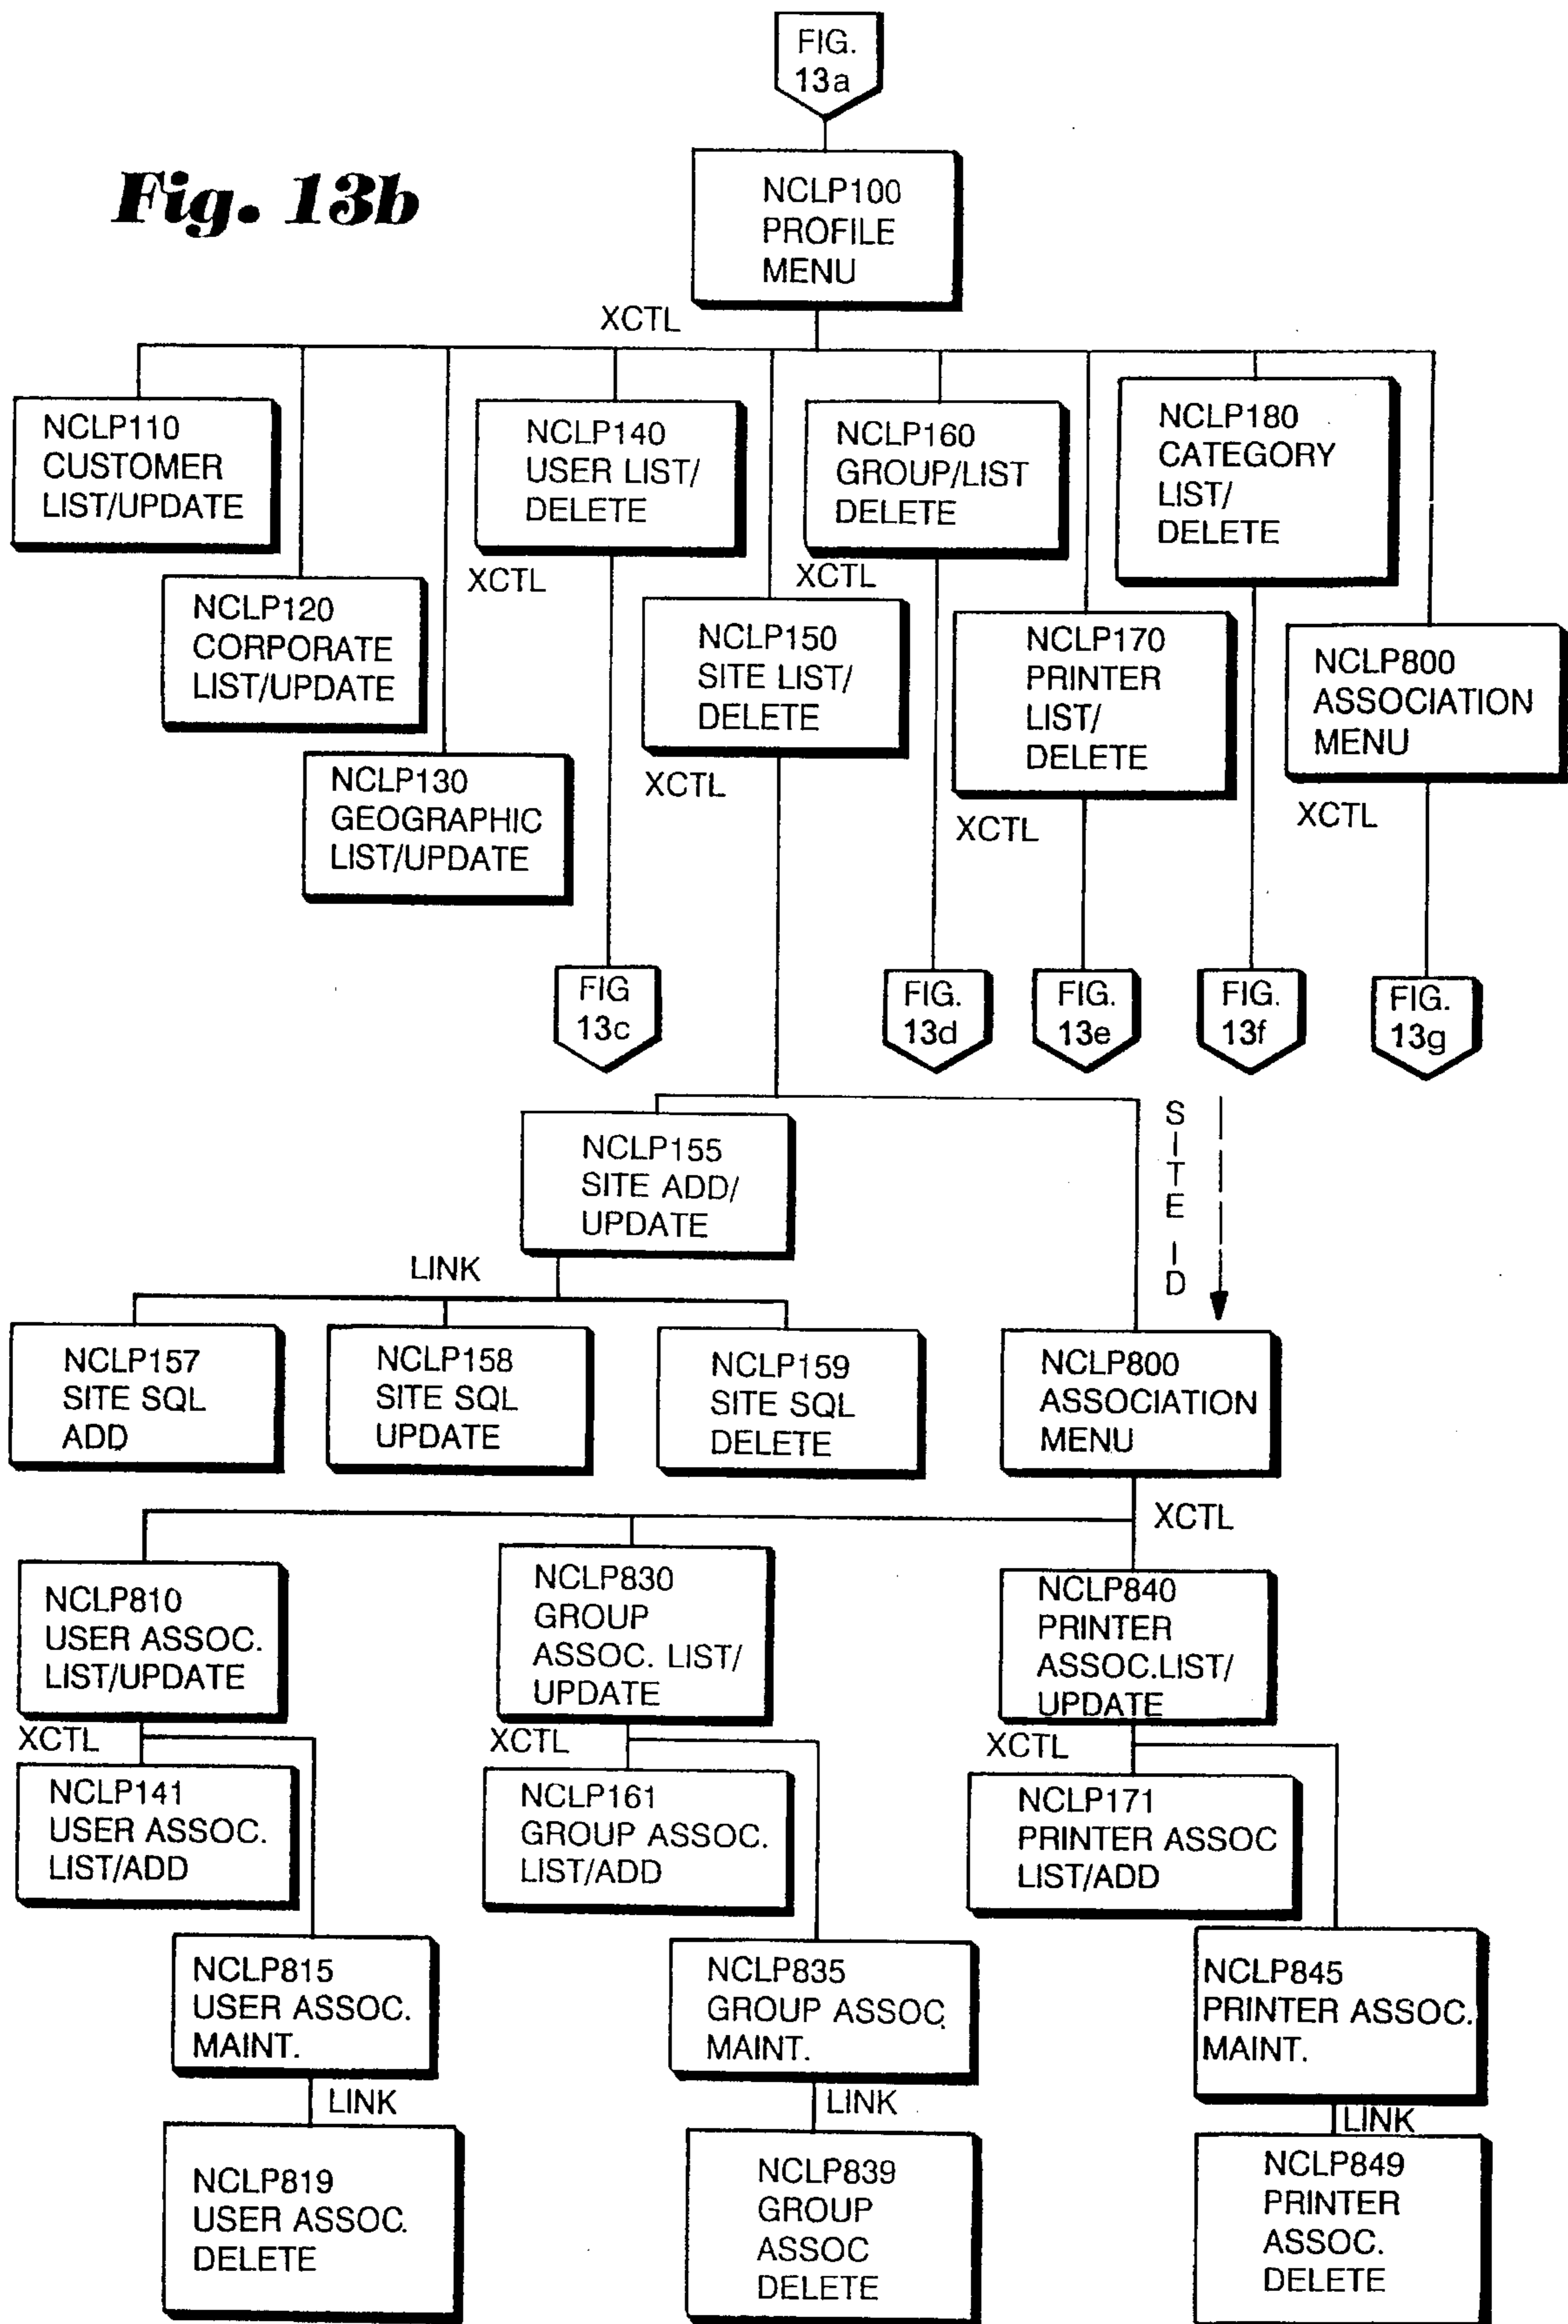 FIG.
13a
Fig. 13b
NCLP100
PROFILE
MENU
XCTL
NCLP110
CUSTOMER
LIST/UPDATE
NCLP120
CORPORATE
LIST/UPDATE
NCLP130
GEOGRAPHIC
LIST/UPDATE
NCLP140
USER LIST/
DELETE
XCTL
NCLP150
SITE LIST/
DELETE
XCTL
NCLP160
GROUP/LIST
DELETE
XCTL
NCLP170
PRINTER
LIST/
DELETE
XCTL
NCLP180
CATEGORY
LIST/
DELETE
NCLP800
ASSOCIATION
MENU
XCTL
FIG
13c
FIG.
13d
FIG.
13e
FIG.
13f
FIG.
13g
SITE ID
NCLP155
SITE ADD/
UPDATE
LINK
NCLP157
SITE SQL
ADD
NCLP158
SITE SQL
UPDATE
NCLP159
SITE SQL
DELETE
NCLP800
ASSOCIATION
MENU
XCTL
NCLP810
USER ASSOC.
LIST/UPDATE
NCLP830
GROUP
ASSOC. LIST/
UPDATE
NCLP840
PRINTER
ASSOC.LIST/
UPDATE
XCTL
NCLP141
USER ASSOC.
LIST/ADD
XCTL
NCLP161
GROUP ASSOC.
LIST/ADD
XCTL
NCLP171
PRINTER ASSOC
LIST/ADD
NCLP815
USER ASSOC.
MAINT.
NCLP835
GROUP ASSOC.
MAINT.
NCLP845
PRINTER ASSOC.
MAINT.
LINK
LINK
LINK
NCLP819
USER ASSOC.
DELETE
NCLP839
GROUP
ASSOC
DELETE
NCLP849
PRINTER
ASSOC.
DELETE